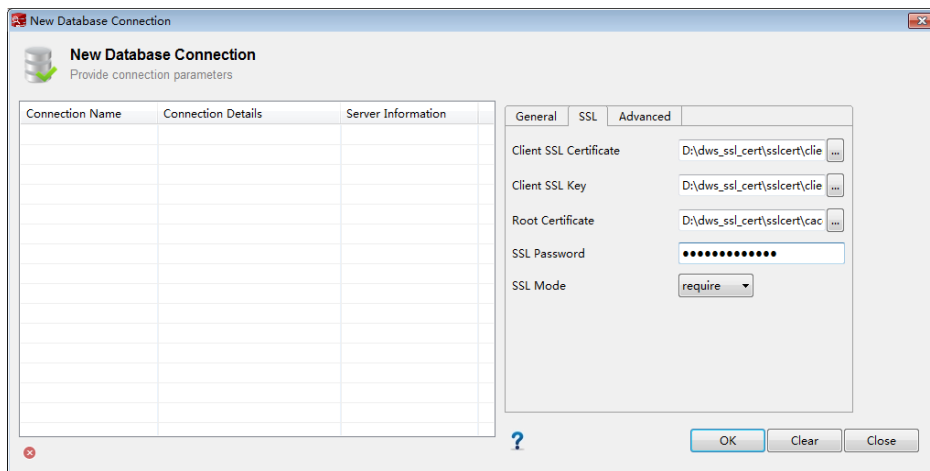 New Database Connection
New Database Connection
Provide connection parameters
Connection Name Connection Details Server Information
General SSL Advanced
Client SSL Certificate D:\dws_ssl_cert\sslcert\clie ...
Client SSL Key D:\dws_ssl_cert\sslcert\clie ...
Root Certificate D:\dws_ssl_cert\sslcert\cac ...
SSL Password ●●●●●●●●●●●●●
SSL Mode require
? OK Clear Close